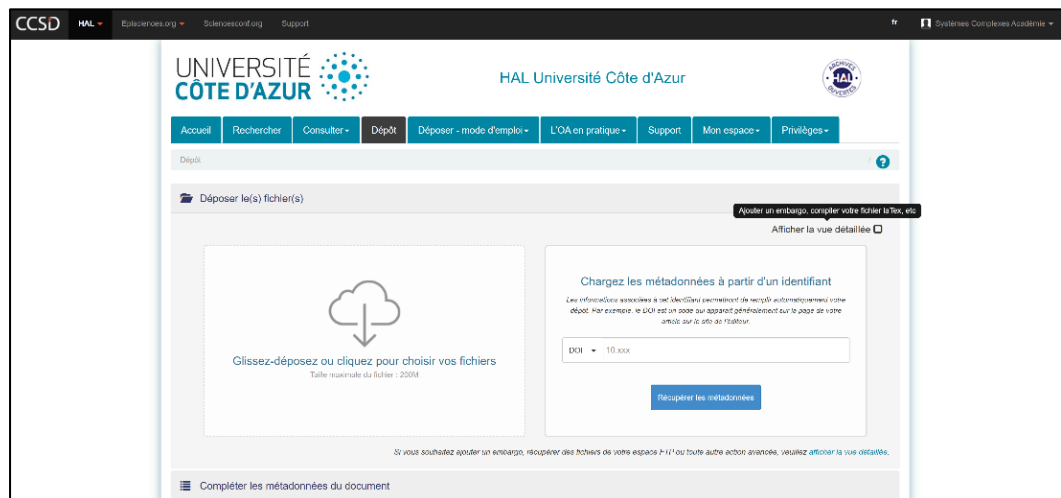 CCSD HAL Episciences.org Sciencesconf.org Support fr Systèmes Complexes Académie
UNIVERSITÉ
CÔTE D'AZUR
HAL Université Côte d'Azur
ARCHIVES
HAL
OUVERTES
Accueil Rechercher Consulter Dépôt Déposer - mode d'emploi L'OA en pratique Support Mon espace Privilèges
Dépôt / ?
Déposer le(s) fichier(s)
Ajouter un embargo, compiler votre fichier laTex, etc
Afficher la vue détaillée
Chargez les métadonnées à partir d'un identifiant
Les informations associées à cet identifiant permettront de remplir automatiquement votre
dépôt. Par exemple, le DOI est un code qui apparait généralement sur la page de votre
article sur le site de l'éditeur.
DOI 10.xxx
Glissez-déposez ou cliquez pour choisir vos fichiers
Taille maximale du fichier : 200M
Récupérer les métadonnées
Si vous souhaitez ajouter un embargo, récupérer des fichiers de votre espace FTP ou toute autre action avancée, veuillez afficher la vue détaillée.
Compléter les métadonnées du document